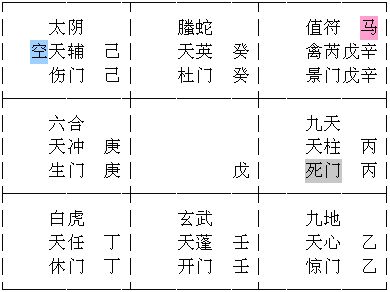 太阴 螣蛇 值符 马
空 天辅 己 天英 癸 禽芮 戊辛
伤门 己 杜门 癸 景门 戊辛
六合 九天
天冲 庚 天柱 丙
生门 庚 戊 死门 丙
白虎 玄武 九地
天任 丁 天蓬 壬 天心 乙
休门 丁 开门 壬 惊门 乙